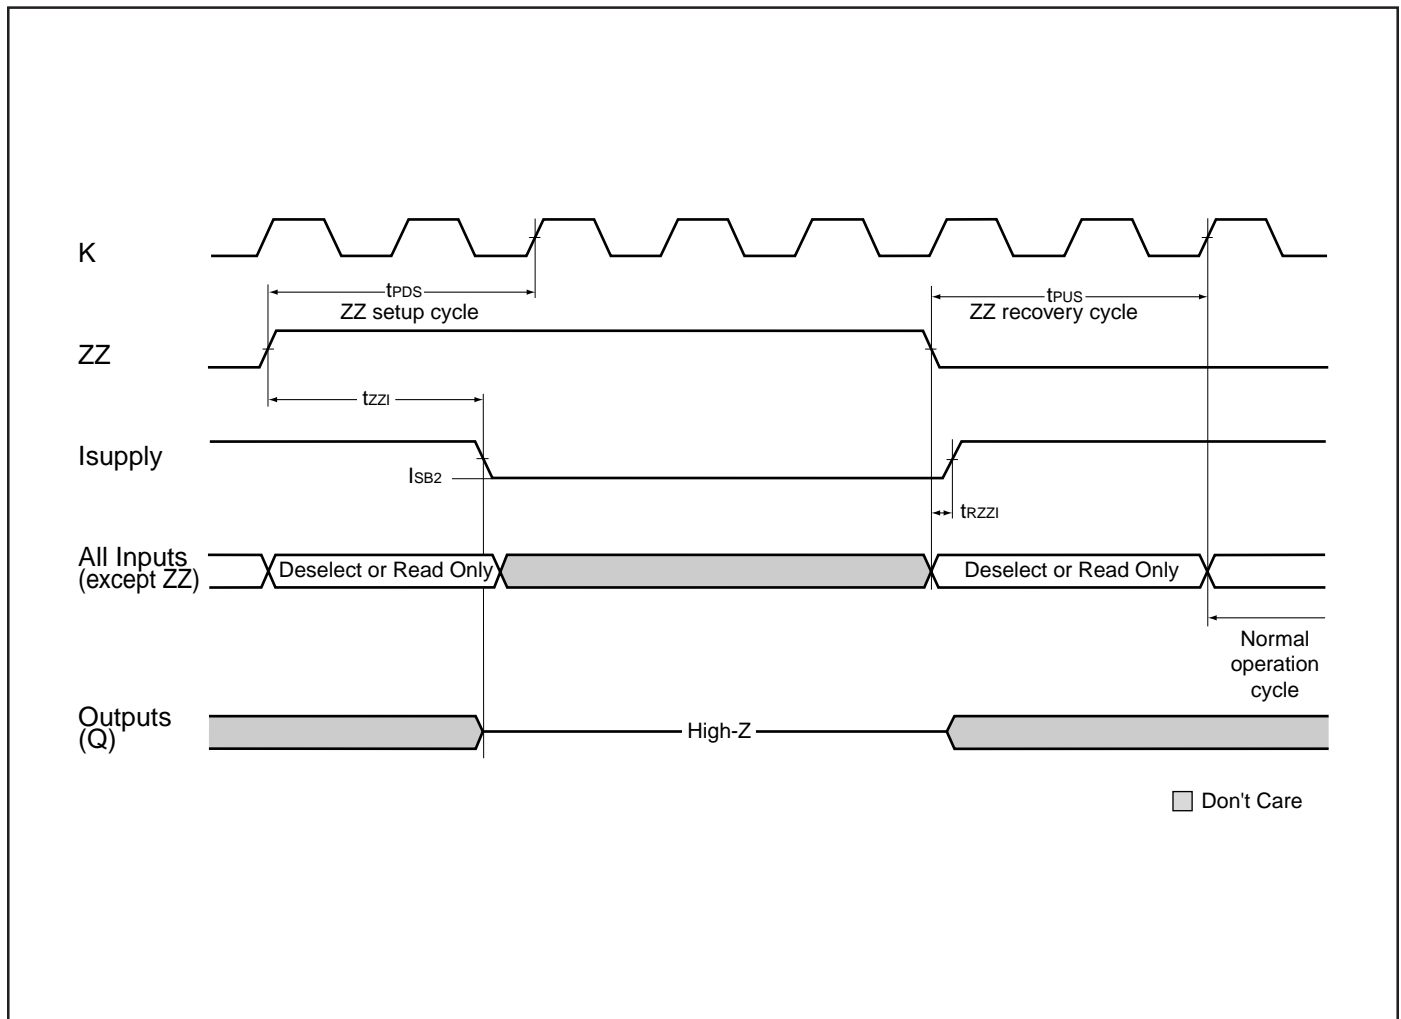 K
tPDS
ZZ setup cycle
tPUS
ZZ recovery cycle
ZZ
tZZI
Isupply
ISB2
tRZZI
All Inputs
(except ZZ)
Deselect or Read Only
Deselect or Read Only
Normal
operation
cycle
Outputs
(Q)
High-Z
Don't Care